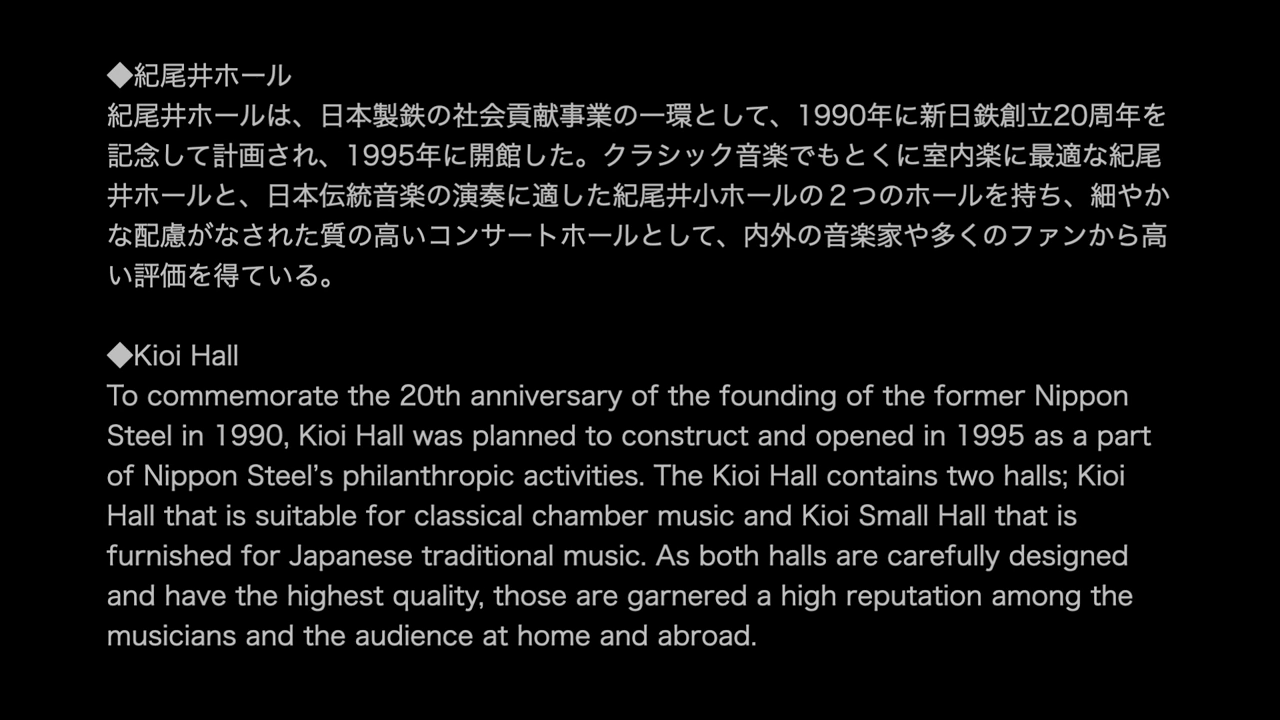 ◆紀尾井ホール
紀尾井ホールは、日本製鉄の社会貢献事業の一環として、1990年に新日鉄創立20周年を
記念して計画され、1995年に開館した。クラシック音楽でもとくに室内楽に最適な紀尾
井ホールと、日本伝統音楽の演奏に適した紀尾井小ホールの２つのホールを持ち、細やか
な配慮がなされた質の高いコンサートホールとして、内外の音楽家や多くのファンから高
い評価を得ている。
◆Kioi Hall
To commemorate the 20th anniversary of the founding of the former Nippon
Steel in 1990, Kioi Hall was planned to construct and opened in 1995 as a part
of Nippon Steel’s philanthropic activities. The Kioi Hall contains two halls; Kioi
Hall that is suitable for classical chamber music and Kioi Small Hall that is
furnished for Japanese traditional music. As both halls are carefully designed
and have the highest quality, those are garnered a high reputation among the
musicians and the audience at home and abroad.